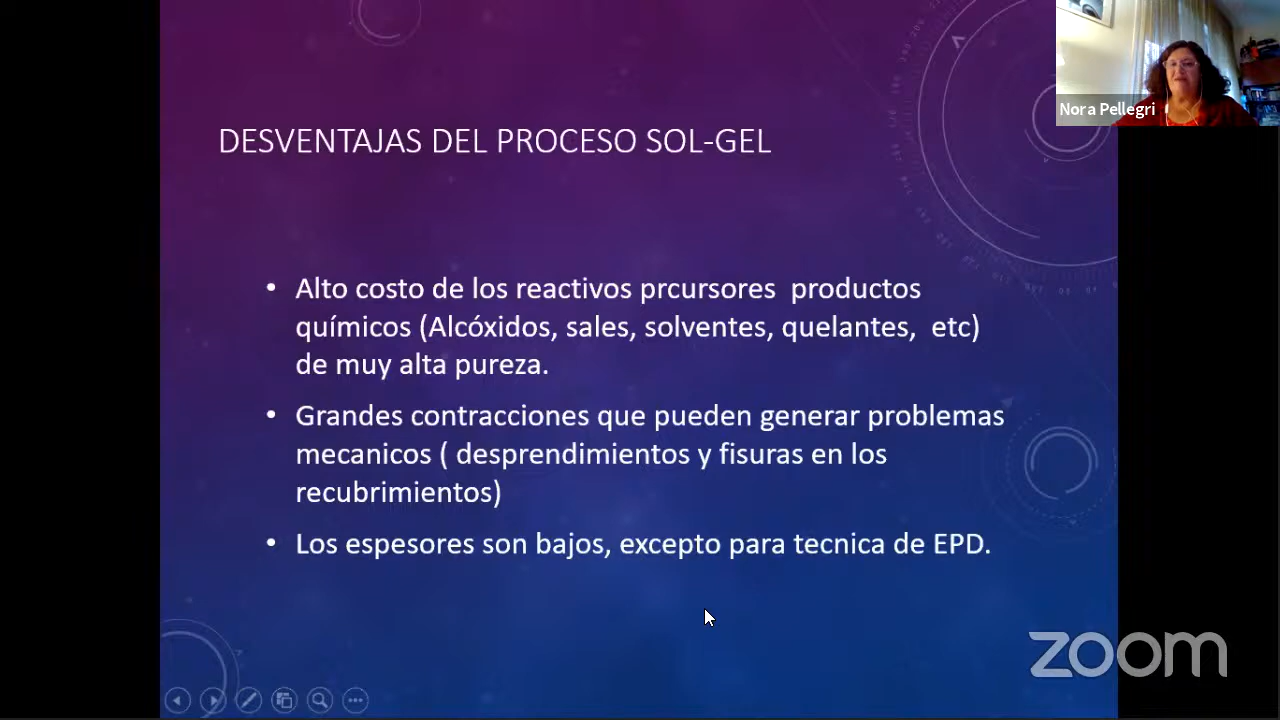 Nora Pellegri
DESVENTAJAS DEL PROCESO SOL-GEL
• Alto costo de los reactivos prcursores productos
químicos (Alcóxidos, sales, solventes, quelantes, etc)
de muy alta pureza.
• Grandes contracciones que pueden generar problemas
mecanicos ( desprendimientos y fisuras en los
recubrimientos)
• Los espesores son bajos, excepto para tecnica de EPD.
zoom